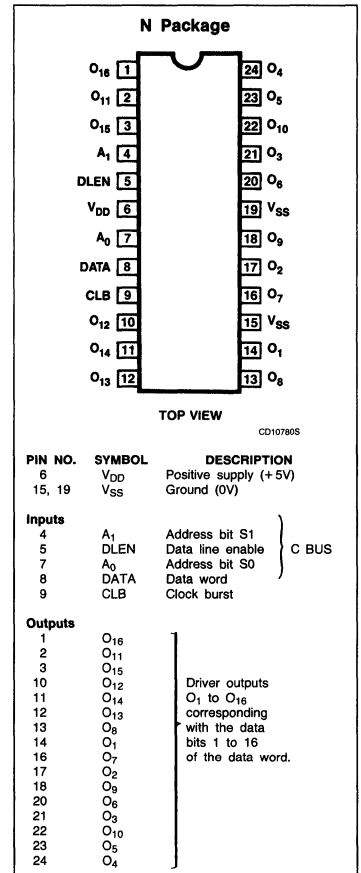 N Package
O16 1 24 O4
O11 2 23 O5
O15 3 22 O10
A1 4 21 O3
DLEN 5 20 O6
VDD 6 19 VSS
A0 7 18 O9
DATA 8 17 O2
CLB 9 16 O7
O12 10 15 VSS
O14 11 14 O1
O13 12 13 O8
TOP VIEW
CD10780S
PIN NO. SYMBOL DESCRIPTION
6 VDD Positive supply (+5V)
15, 19 VSS Ground (0V)
Inputs
4 A1 Address bit S1
5 DLEN Data line enable C BUS
7 A0 Address bit S0
8 DATA Data word
9 CLB Clock burst
Outputs
1 O16
2 O11
3 O15
10 O12 Driver outputs
11 O14 O1 to O16
12 O13 corresponding
13 O8 with the data
14 O1 bits 1 to 16
16 O7 of the data word.
17 O2
18 O9
20 O6
21 O3
22 O10
23 O5
24 O4